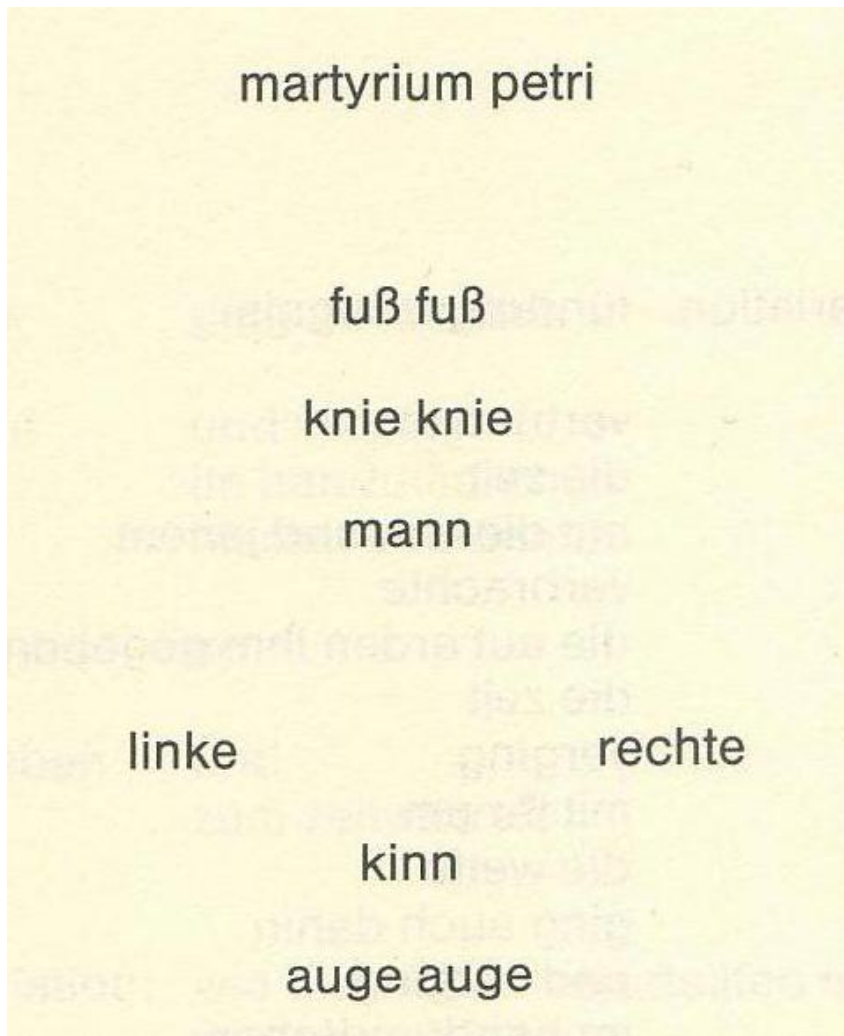 martyrium petri
fuß fuß
knie knie
mann
linke rechte
kinn
auge auge